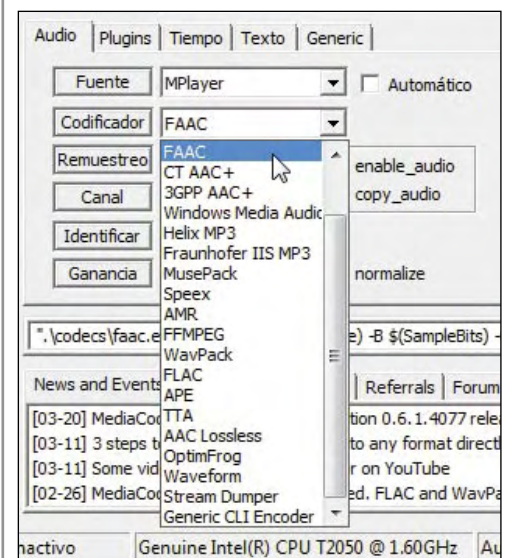 Audio Plugins Tiempo Texto Generic
Fuente MPlayer Automático
Codificador FAAC
Remuestreo
Canal
Identificar
Ganancia
FAAC
CT AAC+
3GPP AAC+
Windows Media Audio
Helix MP3
Fraunhofer IIS MP3
MusePack
Speex
AMR
FFMPEG
WavPack
FLAC
APE
TTA
AAC Lossless
OptimFrog
Waveform
Stream Dumper
Generic CLI Encoder
enable_audio
copy_audio
normalize
".\codecs\faac.e e) -B $(SampleBits) -
News and Events Referrals Forum
[03-20] MediaCo tion 0.6.1.4077 relea
[03-11] 3 steps t to any format direct
[03-11] Some vid r on YouTube
[02-26] MediaCo ed. FLAC and WavPa
nactivo Genuine Intel(R) CPU T2050 @ 1.60GHz Au